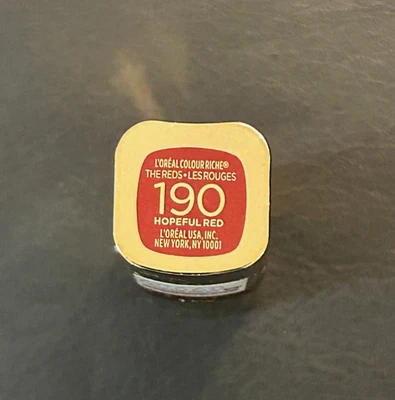 L'ORÉAL COLOUR RICHE®
THE REDS • LES ROUGES
190
HOPEFUL RED
L'ORÉAL USA, INC.
NEW YORK, NY 10001